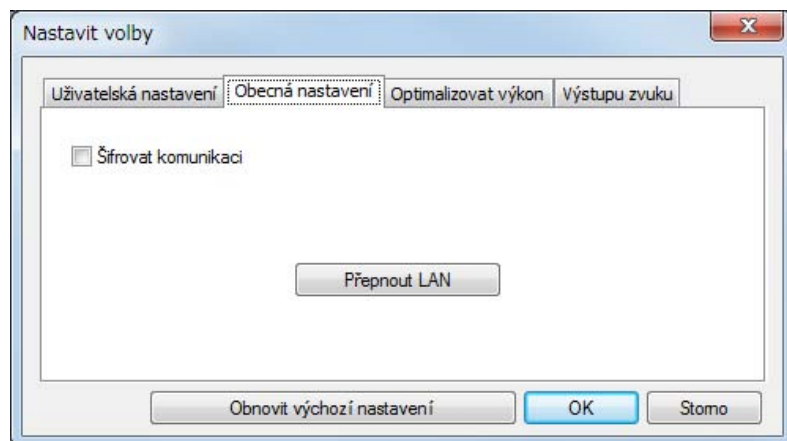 Nastavit volby
Uživatelská nastavení Obecná nastavení Optimalizovat výkon Výstupu zvuku
Šifrovat komunikaci
Přepnout LAN
Obnovit výchozí nastavení OK Storno